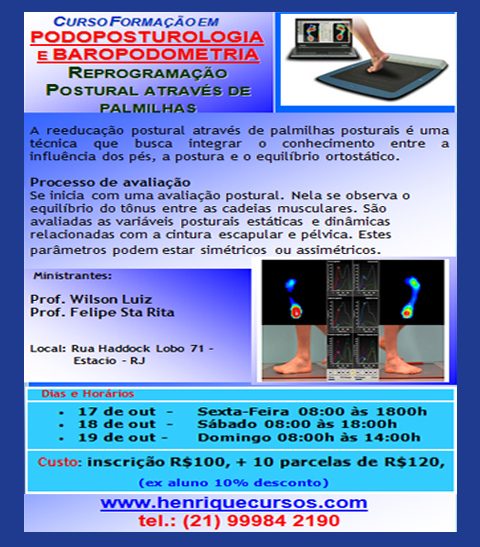 CURSO FORMAÇÃO EM
PODOPOSTUROLOGIA
E BAROPODOMETRIA
REPROGRAMAÇÃO
POSTURAL ATRAVÉS DE
PALMILHAS
A reeducação postural através de palmilhas posturais é uma
técnica que busca integrar o conhecimento entre a
influência dos pés, a postura e o equilíbrio ortostático.
Processo de avaliação
Se inicia com uma avaliação postural. Nela se observa o
equilíbrio do tônus entre as cadeias musculares. São
avaliadas as variáveis posturais estáticas e dinâmicas
relacionadas com a cintura escapular e pélvica. Estes
parâmetros podem estar simétricos ou assimétricos.
Ministrantes:
Prof. Wilson Luiz
Prof. Felipe Sta Rita
Local: Rua Haddock Lobo 71 -
Estacio - RJ
Dias e Horários
• 17 de out - Sexta-Feira 08:00 às 1800h
• 18 de out - Sábado 08:00 às 18:00h
• 19 de out - Domingo 08:00h às 14:00h
Custo: inscrição R$100, + 10 parcelas de R$120,
(ex aluno 10% desconto)
www.henriquecursos.com
tel.: (21) 99984 2190